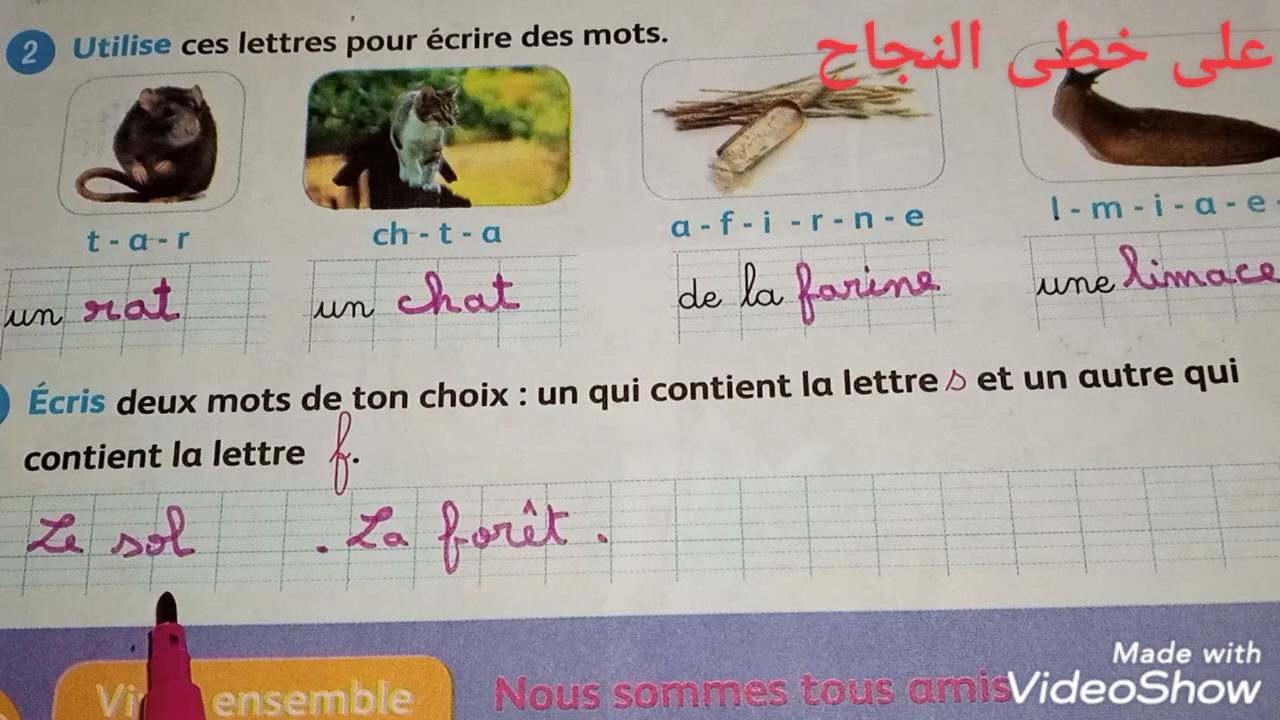 على خطى النجاح
2 Utilise ces lettres pour écrire des mots.
t - a - r
ch - t - a
a - f - i - r - n - e
l - m - i - a - e -
un rat
un chat
de la farine
une limace
Écris deux mots de ton choix : un qui contient la lettre s et un autre qui
contient la lettre f.
Le sol . La forêt .
Made with
VideoShow
ensemble
Nous sommes tous amis